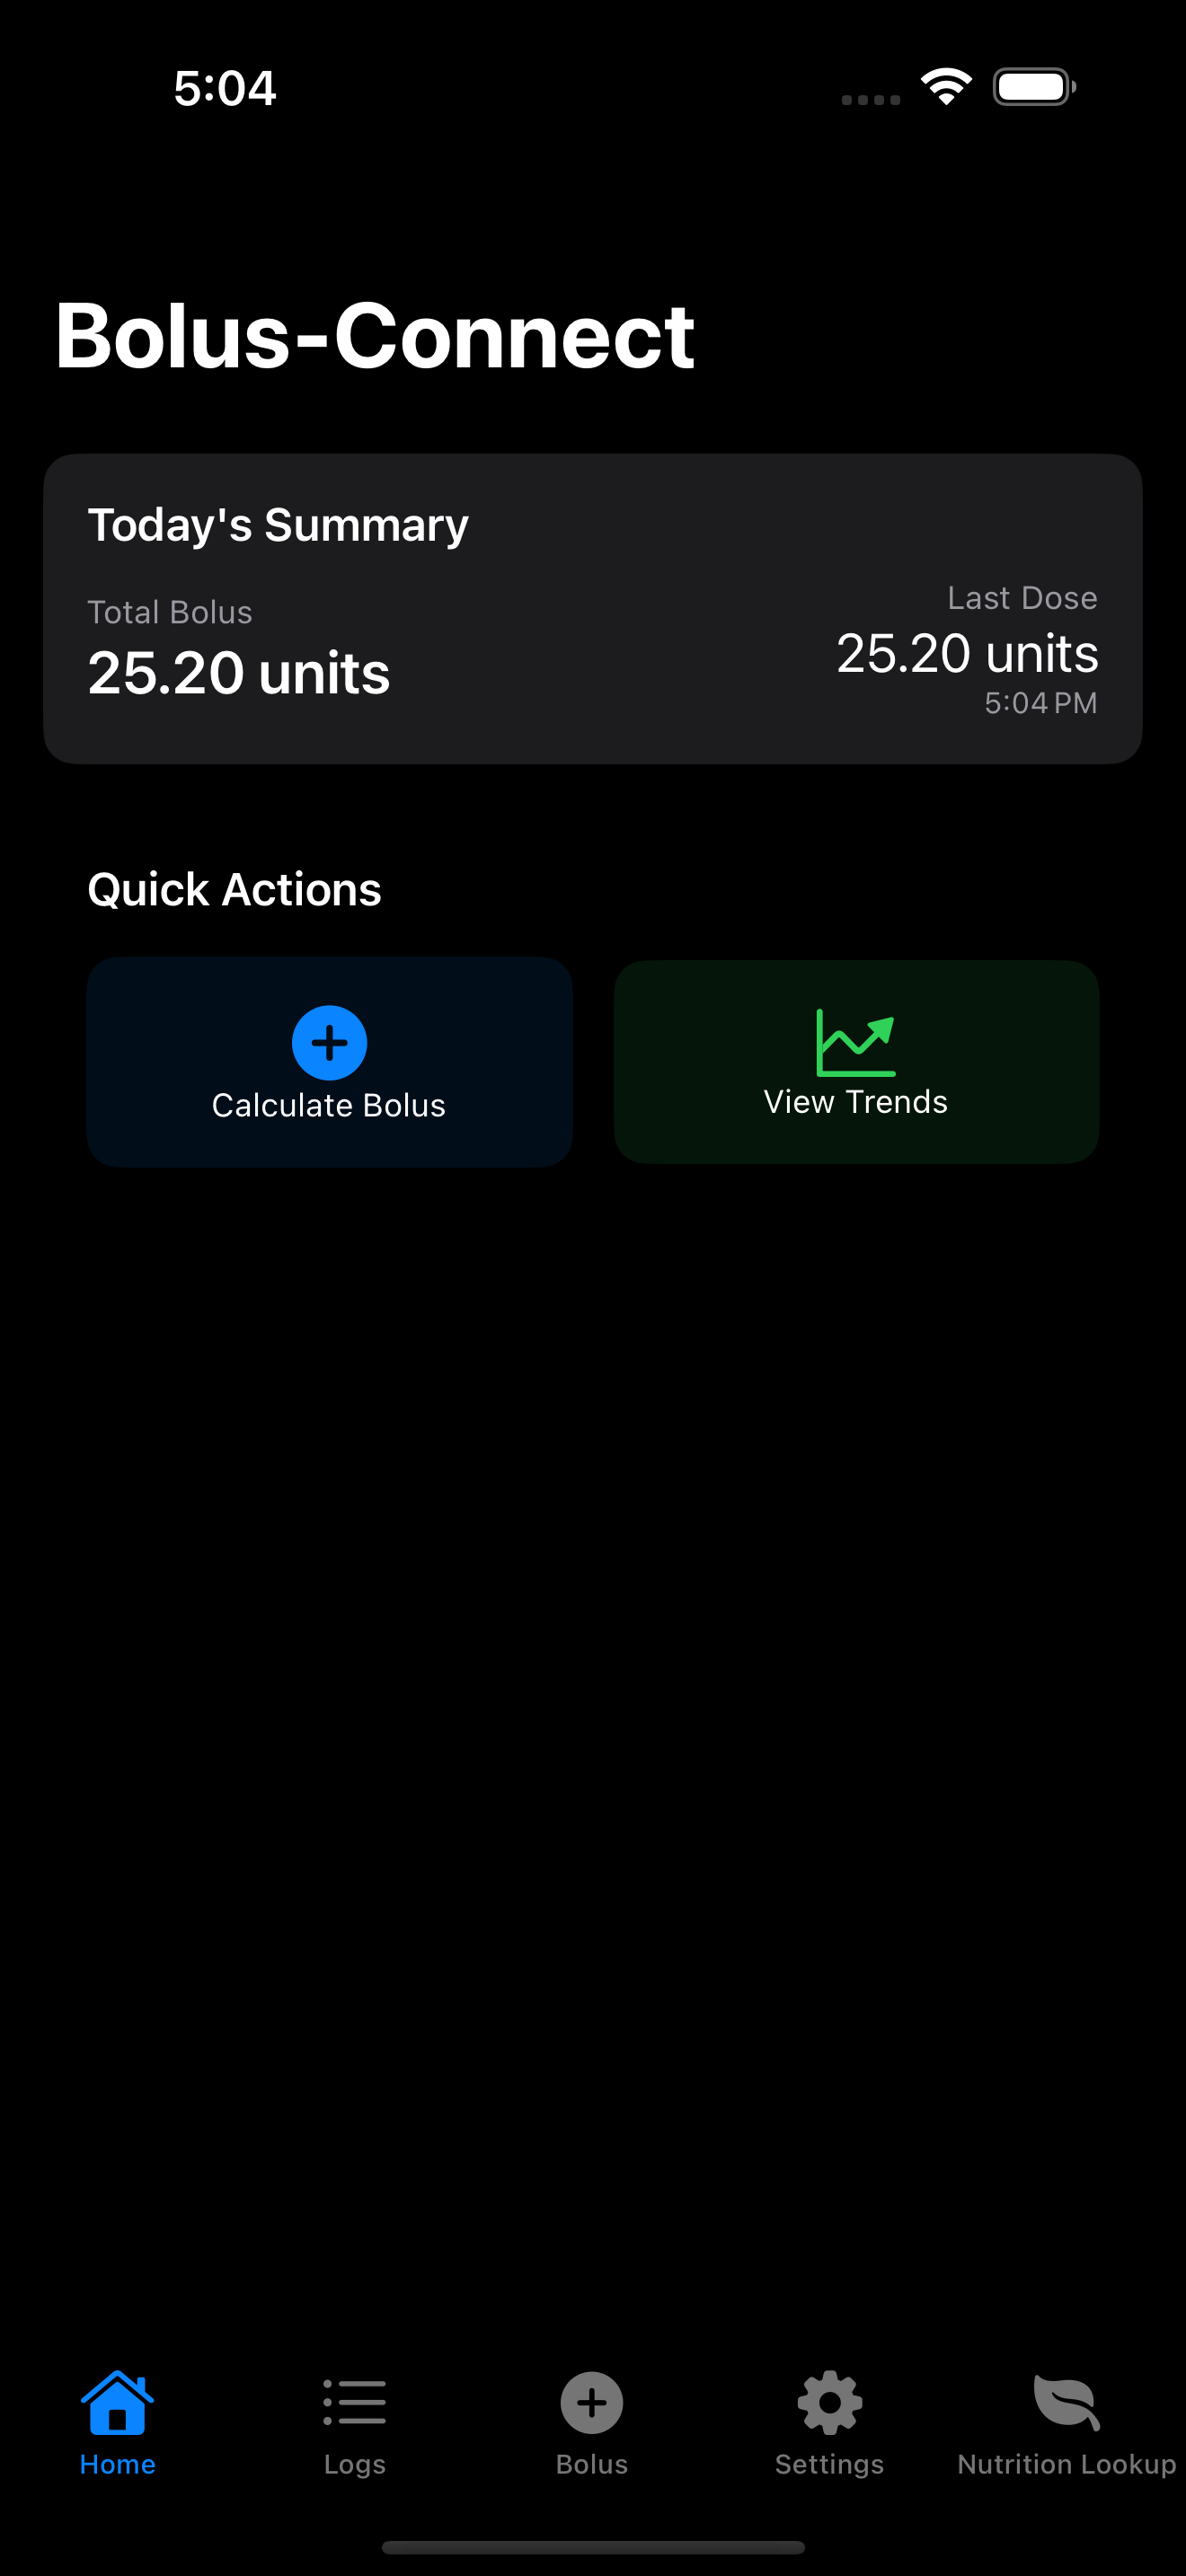 5:04
Bolus-Connect
Today's Summary
Total Bolus
25.20 units
Last Dose
25.20 units
5:04 PM
Quick Actions
Calculate Bolus
View Trends
Home
Logs
Bolus
Settings
Nutrition Lookup